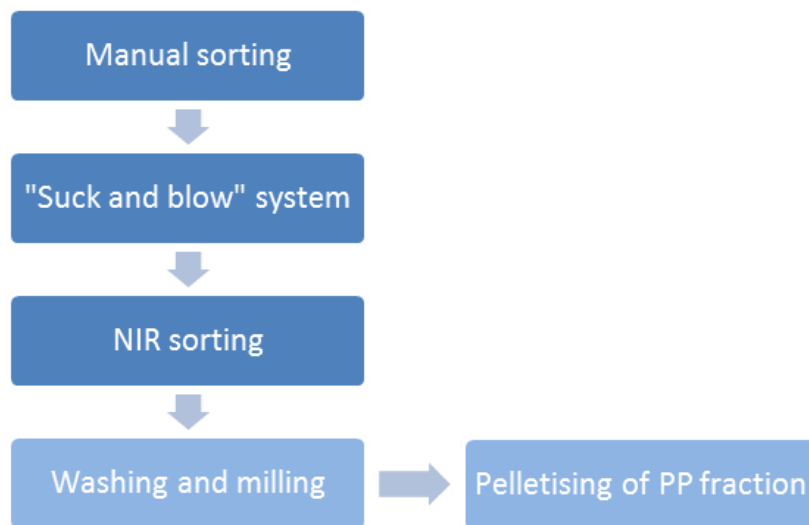 Manual sorting
"Suck and blow" system
NIR sorting
Washing and milling
Pelletising of PP fraction